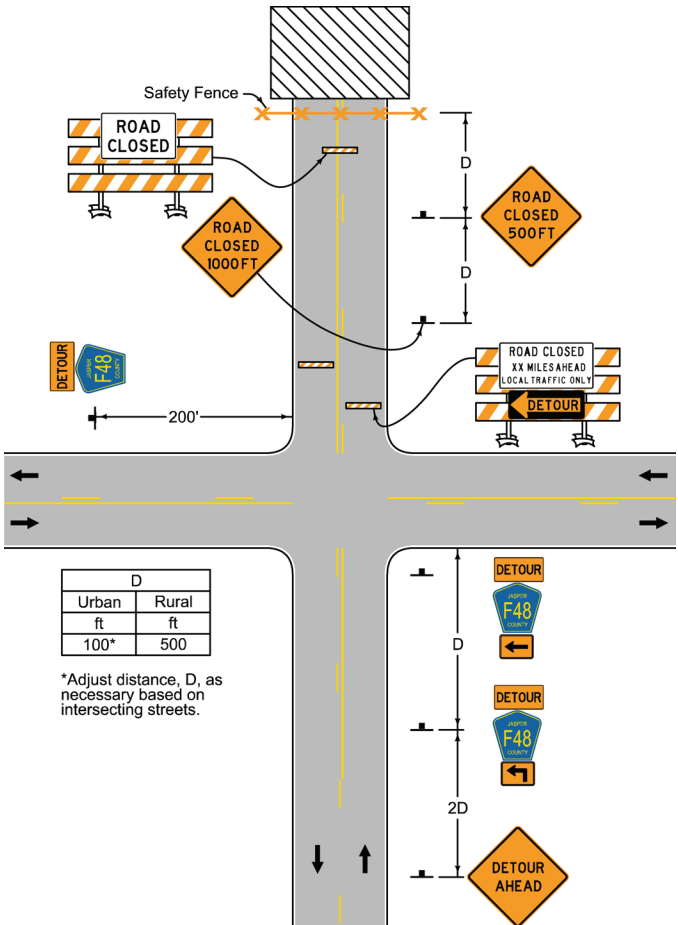 Safety Fence
ROAD
CLOSED
D
ROAD
CLOSED
500FT
ROAD
CLOSED
1000FT
D
DETOUR
JASPER
F48
COUNTY
200'
ROAD CLOSED
XX MILES AHEAD
LOCAL TRAFFIC ONLY
DETOUR
D
Urban Rural
ft ft
100* 500
*Adjust distance, D, as
necessary based on
intersecting streets.
DETOUR
JASPER
F48
COUNTY
D
DETOUR
JASPER
F48
COUNTY
2D
DETOUR
AHEAD